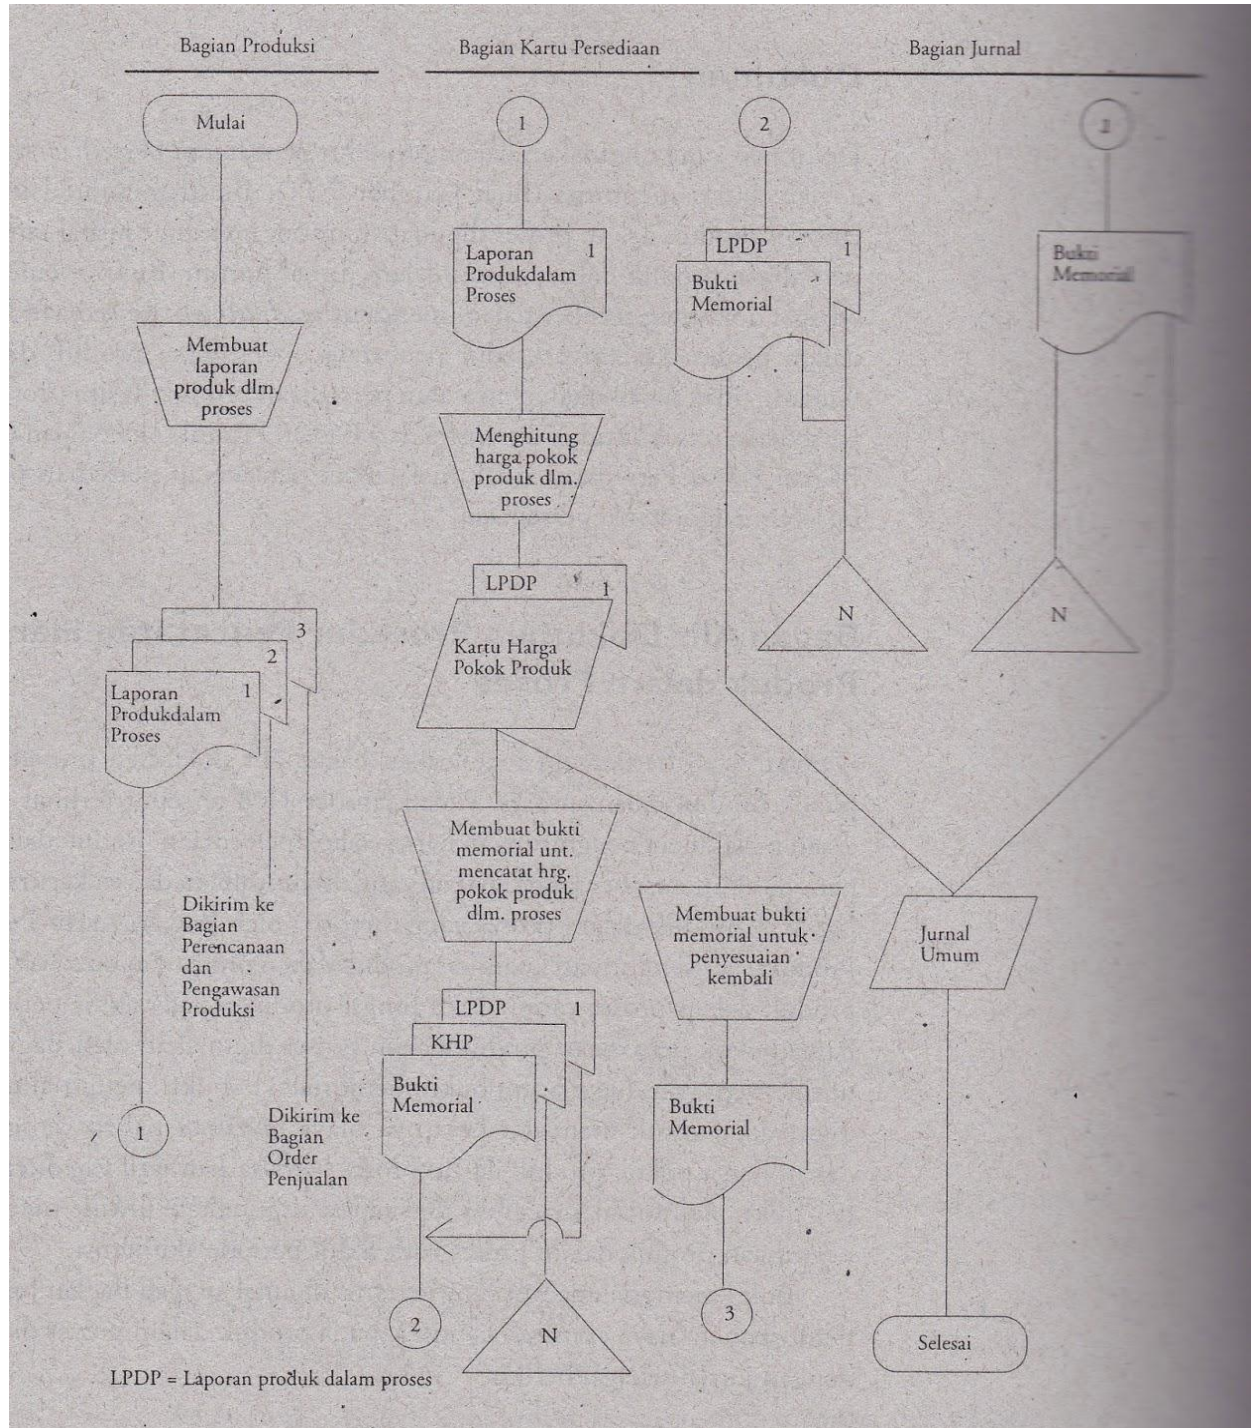 Bagian Produksi
Bagian Kartu Persediaan
Bagian Jurnal
Mulai
Membuat
laporan
produk dlm.
proses
3
2
1
Laporan
Produkdalam
Proses
Dikirim ke
Bagian
Perencanaan
dan
Pengawasan
Produksi
Dikirim ke
Bagian
Order
Penjualan
1
1
Laporan 1
Produkdalam
Proses
Menghitung
harga pokok
produk dlm.
proses
LPDP 1
Kartu Harga
Pokok Produk
Membuat bukti
memorial unt.
mencatat hrg.
pokok produk
dlm. proses
LPDP 1
KHP
Bukti
Memorial
2
N
Membuat bukti
memorial untuk
penyesuaian
kembali
Bukti
Memorial
3
2
LPDP 1
Bukti
Memorial
N
Bukti
Memorial
N
Jurnal
Umum
Selesai
LPDP = Laporan produk dalam proses